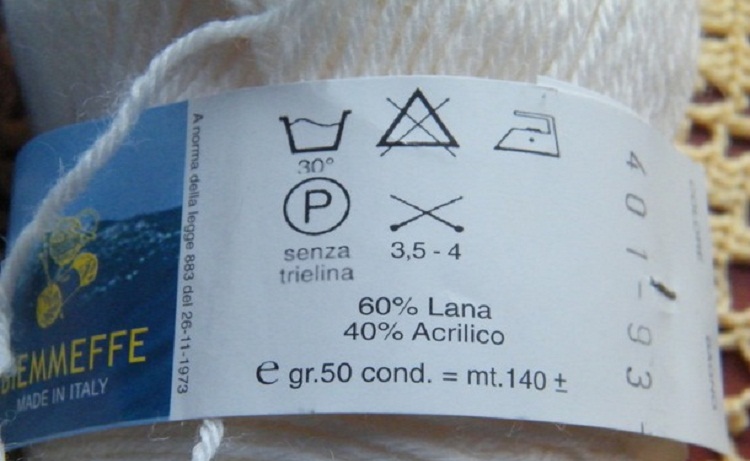 30°
P
senza
trielina
3,5 - 4
60% Lana
40% Acrilico
e gr.50 cond. = mt.140 ±
A norma della legge 883 del 26-11-1973
BIEMMEFFE
MADE IN ITALY
401-93